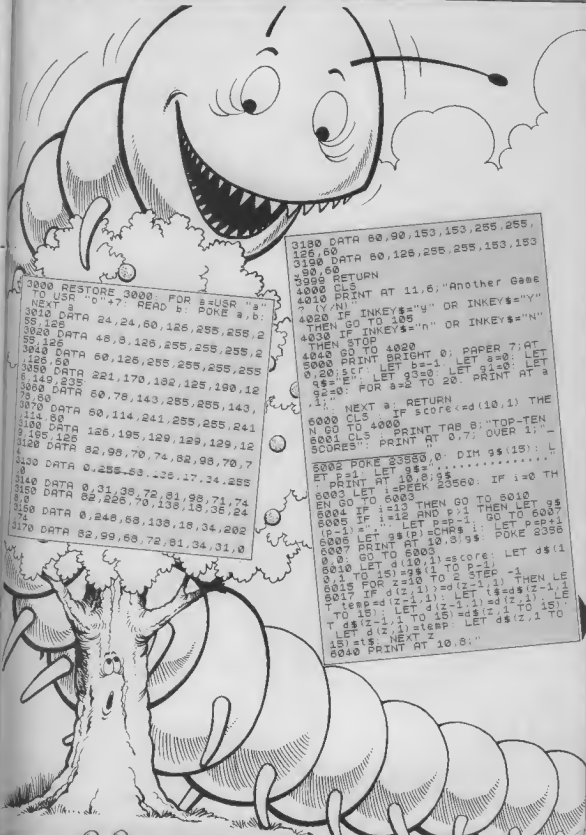 3000 RESTORE 3000: FOR a=USR "a"
TO USR "o"+7: READ b: POKE a,b:
NEXT a
3010 DATA 24,24,60,126,255,255,2
55,126
3020 DATA 48,8,126,255,255,255,2
55,126
3040 DATA 60,126,255,255,255,255
,126,60
3050 DATA 221,170,182,125,190,12
6,149,235
3060 DATA 60,78,143,255,255,143,
78,60
3070 DATA 60,114,241,255,255,241
,114,60
3100 DATA 126,195,129,129,129,12
9,195,126
3120 DATA 82,98,70,74,82,98,70,7
4
3130 DATA 0,255,68,136,17,34,255
,0
3140 DATA 0,31,38,72,81,98,71,74
3150 DATA 82,226,70,138,18,36,24
8,0
3160 DATA 0,248,68,138,18,34,202
,74
3170 DATA 82,99,68,72,81,34,31,0
3180 DATA 60,90,153,153,255,255,
126,60
3190 DATA 60,126,255,255,153,153
,90,60
3999 RETURN
4000 CLS
4010 PRINT AT 11,6;"Another Game
? (Y/N)"
4020 IF INKEY$="y" OR INKEY$="Y"
THEN GO TO 105
4030 IF INKEY$="n" OR INKEY$="N"
THEN STOP
4040 GO TO 4020
5000 PRINT BRIGHT 0; PAPER 7;AT
0,20;scr: LET b=-1: LET a=0: LET
q$="E": LET g3=0: LET g1=0: LET
g2=0: FOR a=2 TO 20: PRINT AT a
,1;" NEXT a: RETURN
6000 CLS : IF score<=d(10,1) THE
N GO TO 4000
6001 CLS : PRINT TAB 8;"TOP-TEN
SCORES": PRINT AT 0,7; OVER 1;"
6002 POKE 23560,0: DIM g$(15): L
ET p=1: LET g$="...............
": PRINT AT 10,8;g$
6003 LET i=PEEK 23560: IF i=0 TH
EN GO TO 6003
6004 IF i=13 THEN GO TO 6010
6005 IF i=12 AND p>1 THEN LET g$
(p-1)=".": LET p=p-1: GO TO 6007
6006 LET g$(p)=CHR$ i: LET p=p+1
6007 PRINT AT 10,8;g$: POKE 2356
0,0: GO TO 6003
6010 LET d(10,1)=score: LET d$(1
0,1 TO 15)=g$(1 TO p-1)
6015 FOR z=10 TO 2 STEP -1
6017 IF d(z,1)>d(z-1,1) THEN LE
T temp=d(z,1): LET t$=d$(z,1
TO 15): LET d(z-1,1)=d(z,1): LE
T d$(z-1,1 TO 15)=d$(z,1 TO 15):
LET d(z,1)=temp: LET d$(z,1 TO
15)=t$: NEXT z
6040 PRINT AT 10,8;"